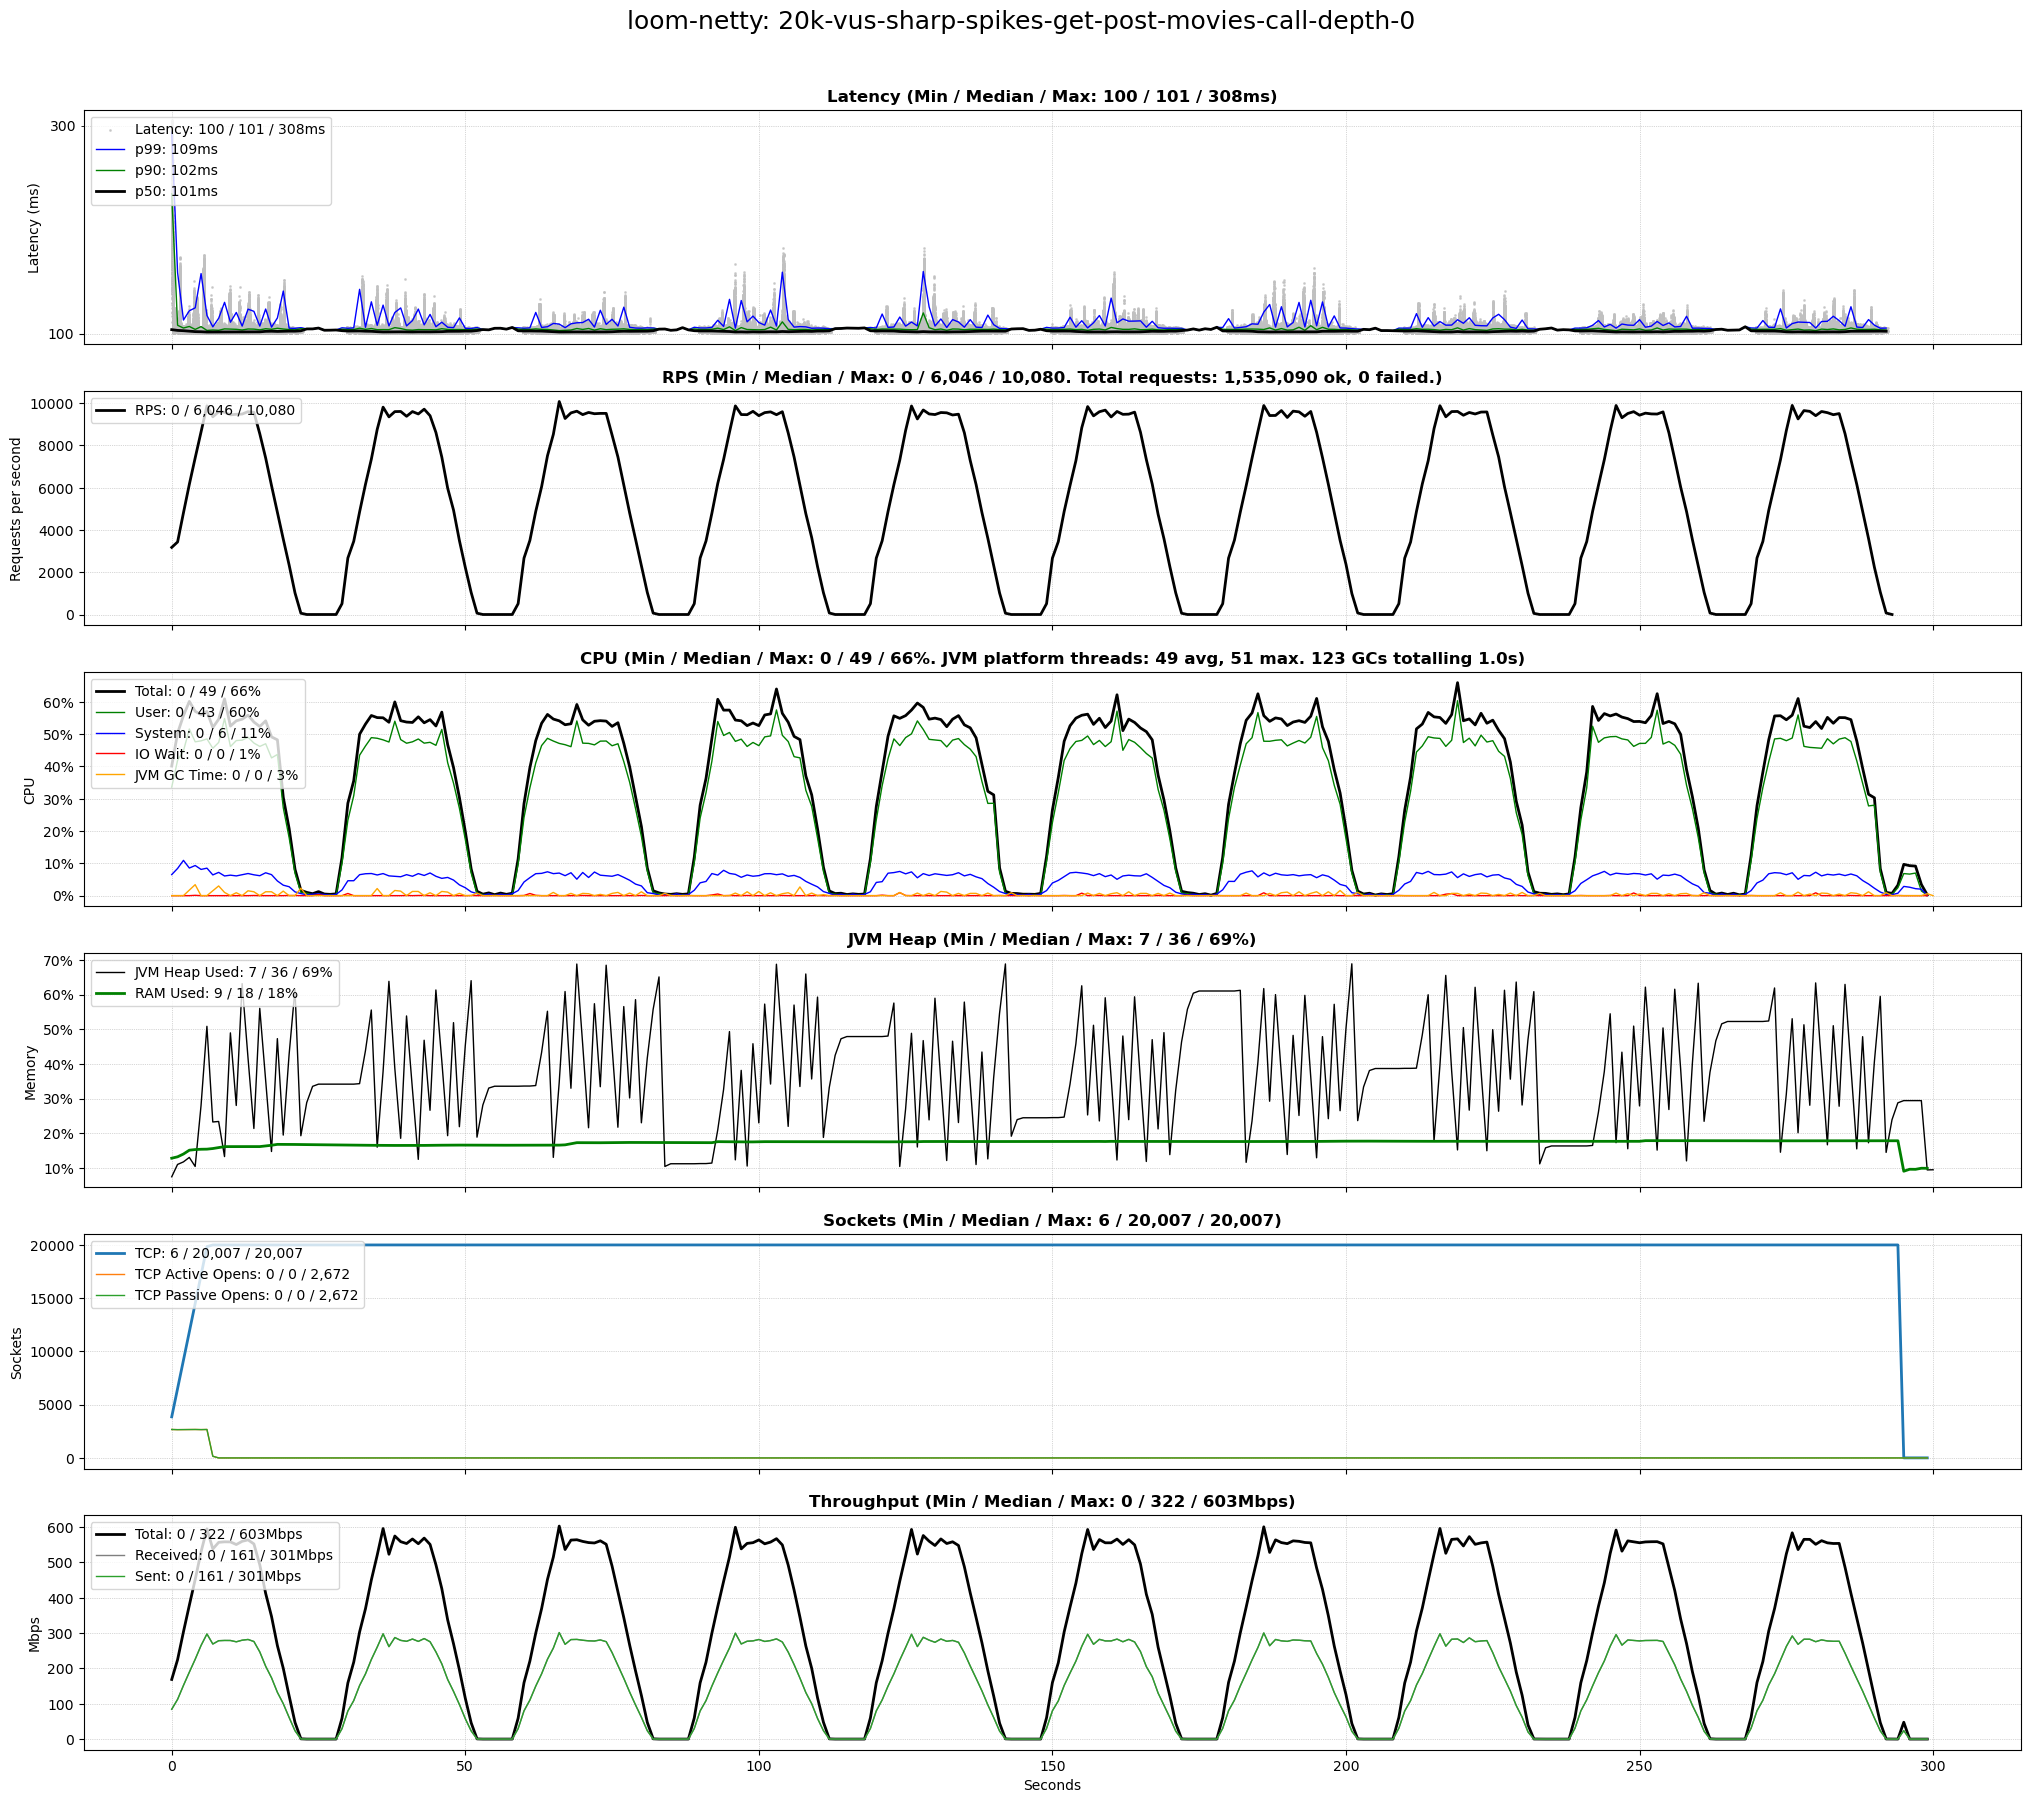 loom-netty: 20k-vus-sharp-spikes-get-post-movies-call-depth-0
Latency (Min / Median / Max: 100 / 101 / 308ms)
Latency: 100 / 101 / 308ms
p99: 109ms
p90: 102ms
p50: 101ms
300
100
Latency (ms)
RPS (Min / Median / Max: 0 / 6,046 / 10,080. Total requests: 1,535,090 ok, 0 failed.)
RPS: 0 / 6,046 / 10,080
10000
8000
6000
4000
2000
0
Requests per second
CPU (Min / Median / Max: 0 / 49 / 66%. JVM platform threads: 49 avg, 51 max. 123 GCs totalling 1.0s)
Total: 0 / 49 / 66%
User: 0 / 43 / 60%
System: 0 / 6 / 11%
IO Wait: 0 / 0 / 1%
JVM GC Time: 0 / 0 / 3%
60%
50%
40%
30%
20%
10%
0%
CPU
JVM Heap (Min / Median / Max: 7 / 36 / 69%)
JVM Heap Used: 7 / 36 / 69%
RAM Used: 9 / 18 / 18%
70%
60%
50%
40%
30%
20%
10%
Memory
Sockets (Min / Median / Max: 6 / 20,007 / 20,007)
TCP: 6 / 20,007 / 20,007
TCP Active Opens: 0 / 0 / 2,672
TCP Passive Opens: 0 / 0 / 2,672
20000
15000
10000
5000
0
Sockets
Throughput (Min / Median / Max: 0 / 322 / 603Mbps)
Total: 0 / 322 / 603Mbps
Received: 0 / 161 / 301Mbps
Sent: 0 / 161 / 301Mbps
600
500
400
300
200
100
0
Mbps
0 50 100 150 200 250 300
Seconds